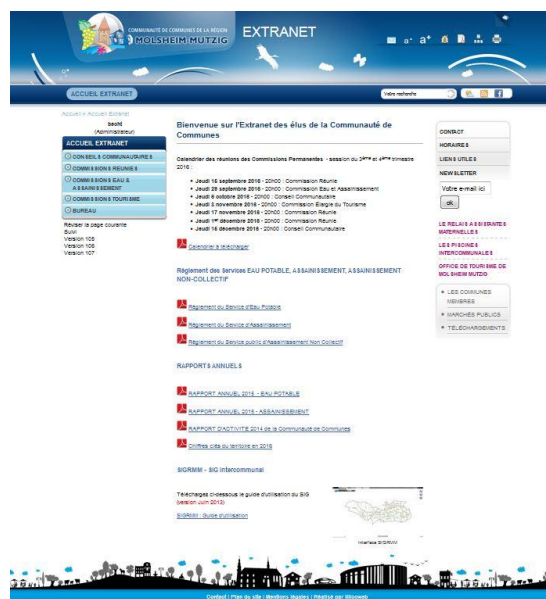 COMMUNAUTÉ DE COMMUNES DE LA RÉGION
MOLSHEIM MUTZIG
EXTRANET
a-
a+
ACCUEIL EXTRANET
Votre recherche
Accueil > Accueil Extranet
becht
(Administrateur)
ACCUEIL EXTRANET
CONSEILS COMMUNAUTAIRES
COMMISSIONS REUNIES
COMMISSIONS EAU &
ASSAINISSEMENT
COMMISSIONS TOURISME
BUREAU
Réviser la page courante
Suivi
Version 105
Version 106
Version 107
Bienvenue sur l'Extranet des élus de la Communauté de
Communes
Calendrier des réunions des Commissions Permanentes - session du 3ème et 4ème trimestre
2016 :
Jeudi 15 septembre 2016 - 20h00 : Commission Réunie
Jeudi 29 septembre 2016 - 20h00 : Commission Eau et Assainissement
Jeudi 6 octobre 2016 - 20h00 : Conseil Communautaire
Jeudi 3 novembre 2016 - 20h00 : Commission Élargie du Tourisme
Jeudi 17 novembre 2016 - 20h00 : Commission Réunie
Jeudi 1er décembre 2016 - 20h00 : Commission Réunie
Jeudi 15 décembre 2016 - 20h00 : Conseil Communautaire
Calendrier à télécharger
Règlement des Services EAU POTABLE, ASSAINISSEMENT, ASSAINISSEMENT
NON-COLLECTIF
Règlement du Service d'Eau Potable
Règlement du Service d'Assainissement
Règlement du Service public d'Assainissement Non Collectif
RAPPORTS ANNUELS
RAPPORT ANNUEL 2015 - EAU POTABLE
RAPPORT ANNUEL 2015 - ASSAINISSEMENT
RAPPORT D'ACTIVITÉ 2014 de la Communauté de Communes
Chiffres clés du territoire en 2016
SIGRMM - SIG Intercommunal
Téléchargez ci-dessous le guide d'utilisation du SIG
(version Juin 2013)
SIGRMM : Guide d'utilisation
Interface SIGRMM
CONTACT
HORAIRES
LIENS UTILES
NEWSLETTER
Votre e-mail ici
ok
LE RELAIS ASSISTANTES
MATERNELLES
LES PISCINES
INTERCOMMUNALES
OFFICE DE TOURISME DE
MOLSHEIM MUTZIG
LES COMMUNES
MEMBRES
MARCHÉS PUBLICS
TÉLÉCHARGEMENTS
Contact | Plan du site | Mentions légales | Réalisé par Illicoweb